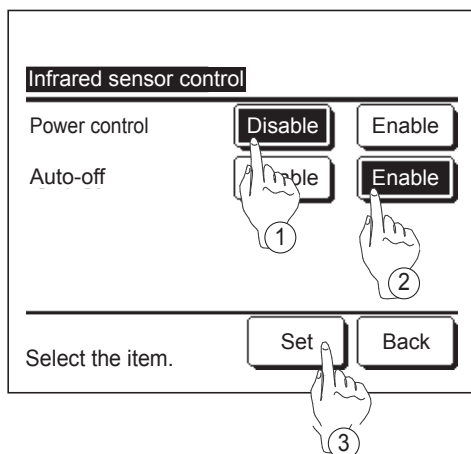 Infrared sensor control
Power control Disable Enable
Auto-off Enable
1
2
Set Back
Select the item.
3